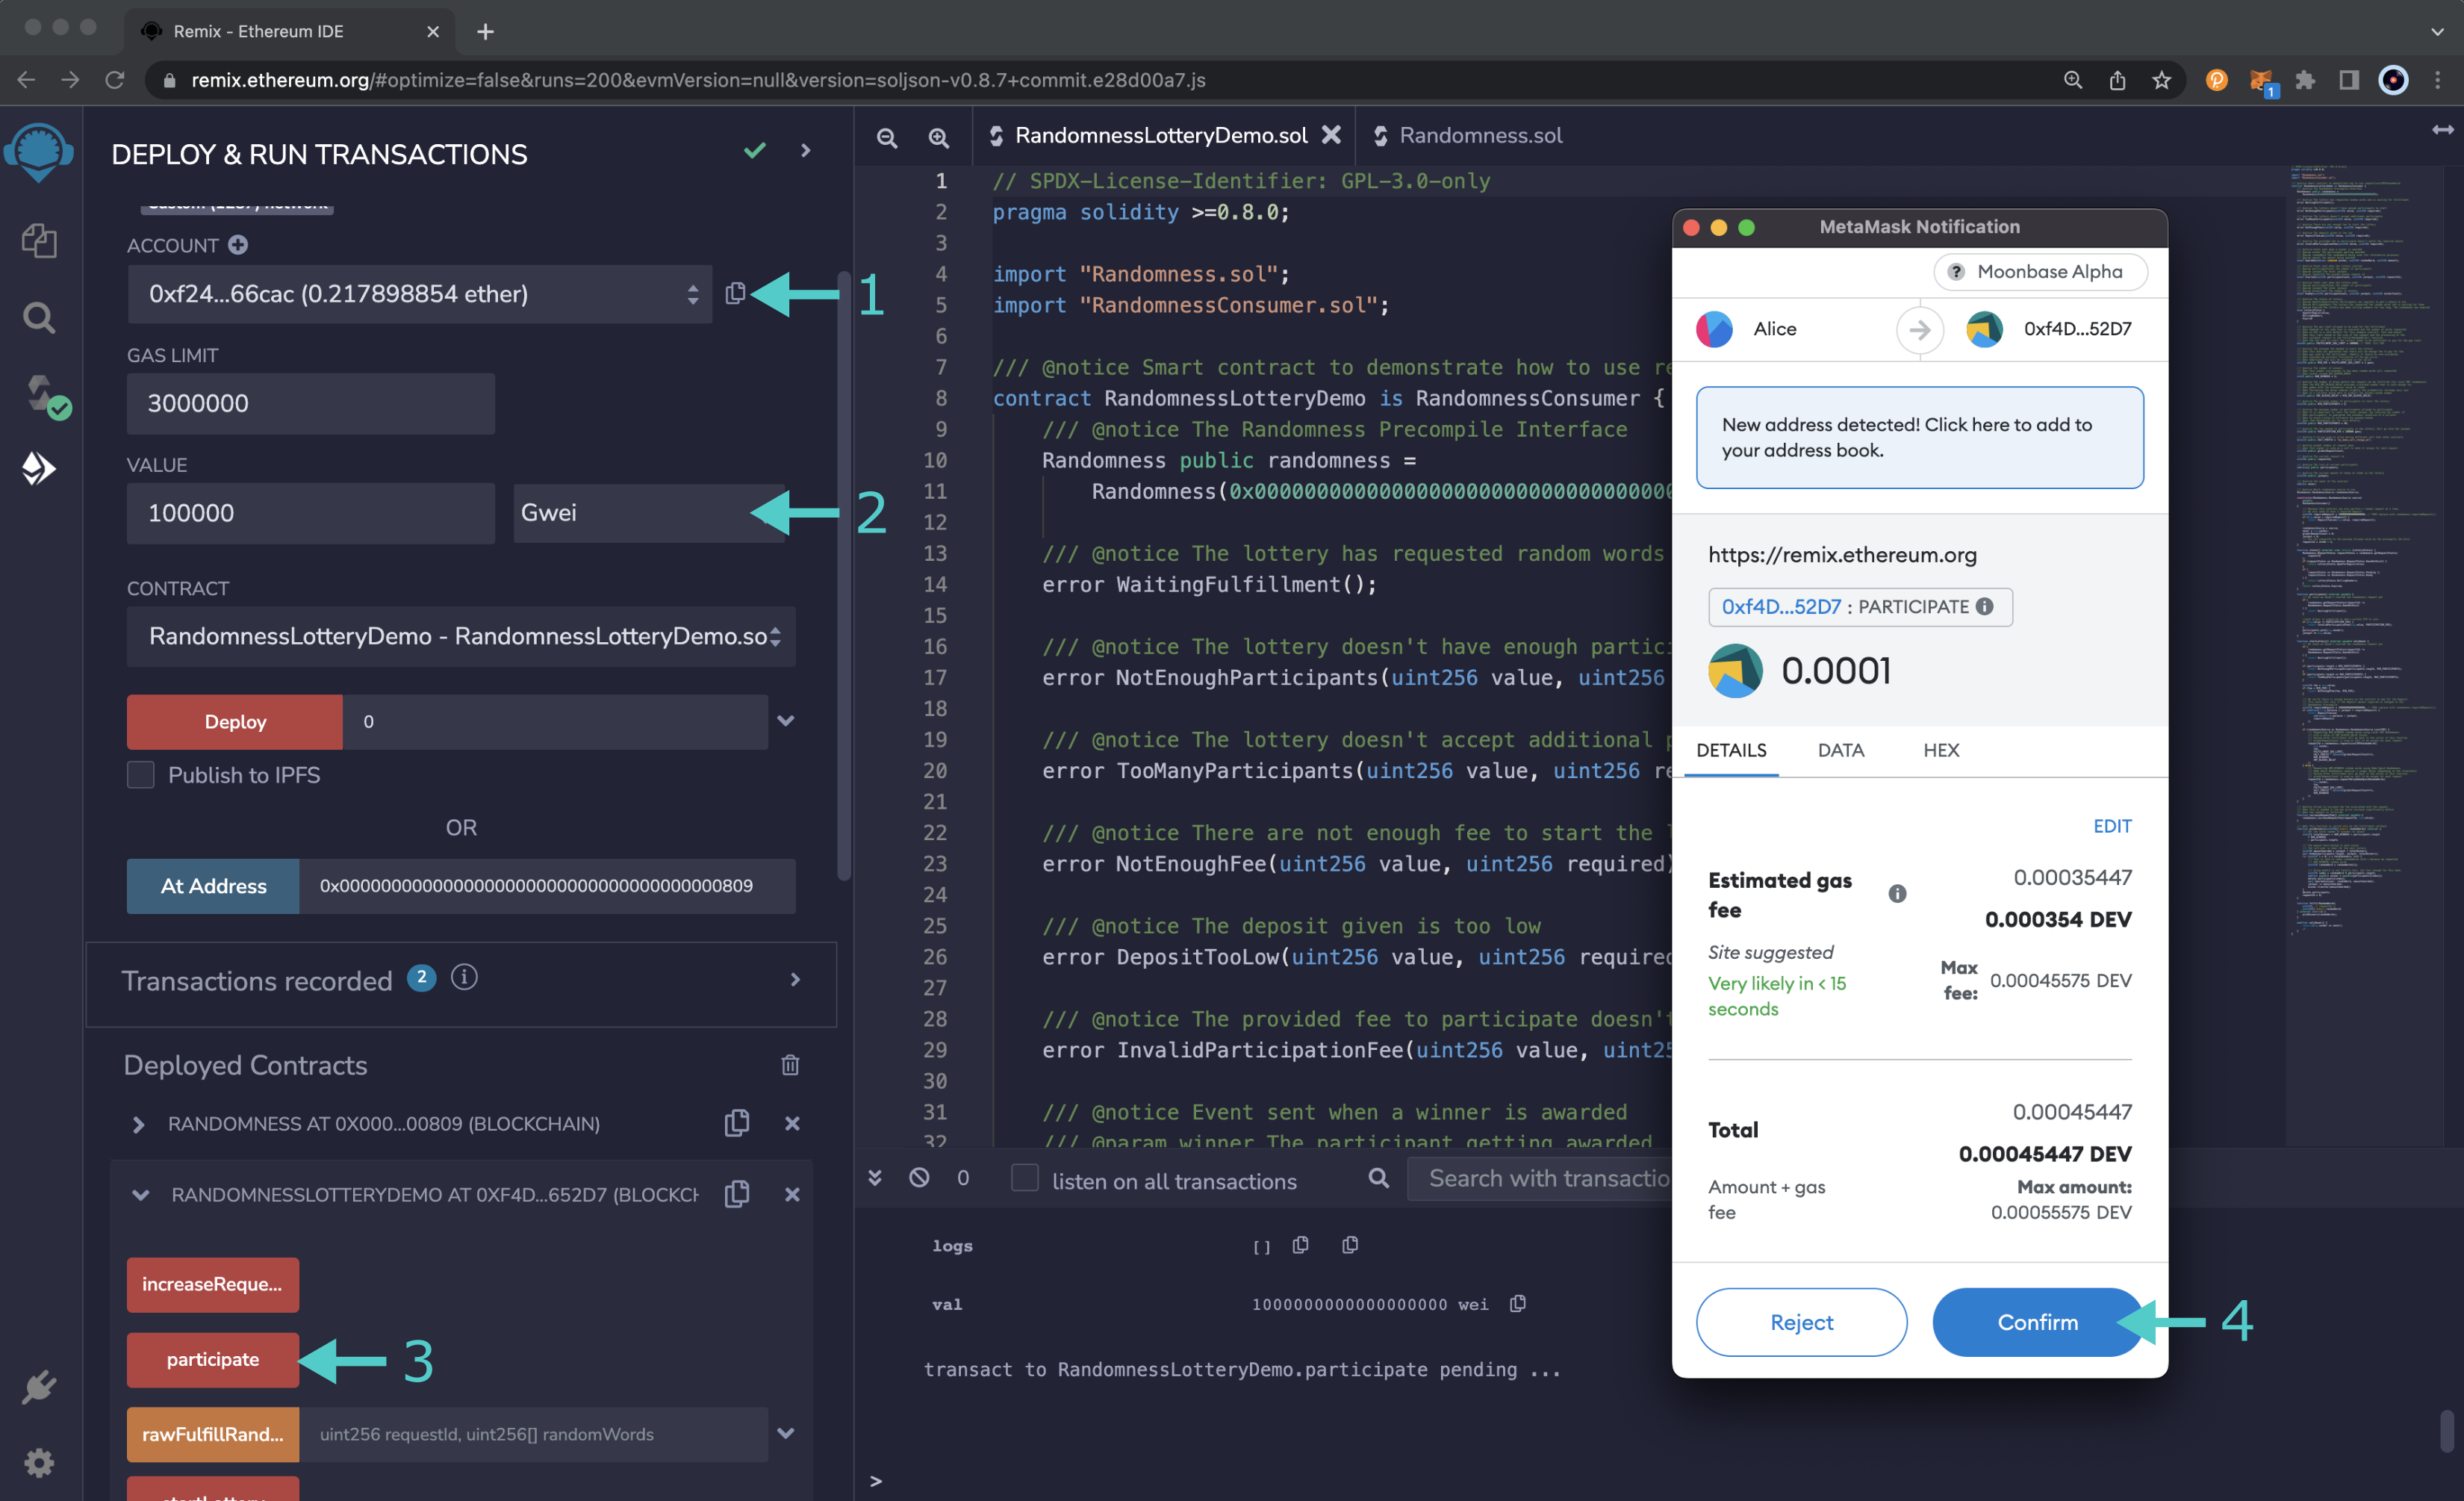 Remix - Ethereum IDE
remix.ethereum.org/#optimize=false&runs=200&evmVersion=null&version=soljson-v0.8.7+commit.e28d00a7.js
1
DEPLOY & RUN TRANSACTIONS
ACCOUNT
0xf24...66cac (0.217898854 ether)
1
GAS LIMIT
3000000
VALUE
100000
Gwei
2
CONTRACT
RandomnessLotteryDemo - RandomnessLotteryDemo.so
Deploy
0
Publish to IPFS
OR
At Address
0x0000000000000000000000000000000000000809
Transactions recorded 2 i
Deployed Contracts
RANDOMNESS AT 0X000...00809 (BLOCKCHAIN)
RANDOMNESSLOTTERYDEMO AT 0XF4D...652D7 (BLOCKCH
increaseReque...
participate
3
rawFulfillRand...
uint256 requestId, uint256[] randomWords
RandomnessLotteryDemo.sol
Randomness.sol
1 // SPDX-License-Identifier: GPL-3.0-only
2 pragma solidity >=0.8.0;
3
4 import "Randomness.sol";
5 import "RandomnessConsumer.sol";
6
7 /// @notice Smart contract to demonstrate how to use re
8 contract RandomnessLotteryDemo is RandomnessConsumer {
9 /// @notice The Randomness Precompile Interface
10 Randomness public randomness =
11 Randomness(0x0000000000000000000000000000000000
12
13 /// @notice The lottery has requested random words
14 error WaitingFulfillment();
15
16 /// @notice The lottery doesn't have enough partici
17 error NotEnoughParticipants(uint256 value, uint256
18
19 /// @notice The lottery doesn't accept additional p
20 error TooManyParticipants(uint256 value, uint256 re
21
22 /// @notice There are not enough fee to start the l
23 error NotEnoughFee(uint256 value, uint256 required)
24
25 /// @notice The deposit given is too low
26 error DepositTooLow(uint256 value, uint256 required
27
28 /// @notice The provided fee to participate doesn't
29 error InvalidParticipationFee(uint256 value, uint25
30
31 /// @notice Event sent when a winner is awarded
32 /// @param winner The participant getting awarded
0
listen on all transactions
Search with transactio
logs
[]
val
1000000000000000000 wei
transact to RandomnessLotteryDemo.participate pending ...
>
MetaMask Notification
? Moonbase Alpha
Alice
0xf4D...52D7
New address detected! Click here to add to
your address book.
https://remix.ethereum.org
0xf4D...52D7 : PARTICIPATE i
0.0001
DETAILS
DATA
HEX
EDIT
Estimated gas
fee
i
0.00035447
0.000354 DEV
Site suggested
Very likely in < 15
seconds
Max
fee:
0.00045575 DEV
Total
0.00045447
0.00045447 DEV
Amount + gas
fee
Max amount:
0.00055575 DEV
Reject
Confirm
4